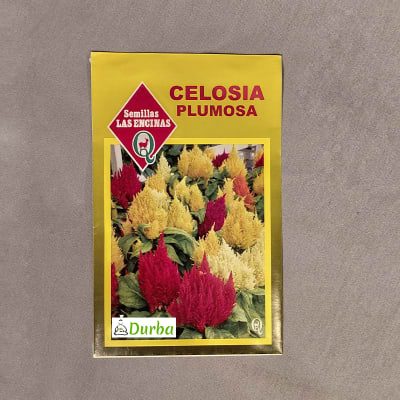 CELOSIA
PLUMOSA
Semillas
LAS ENCINAS
Durba